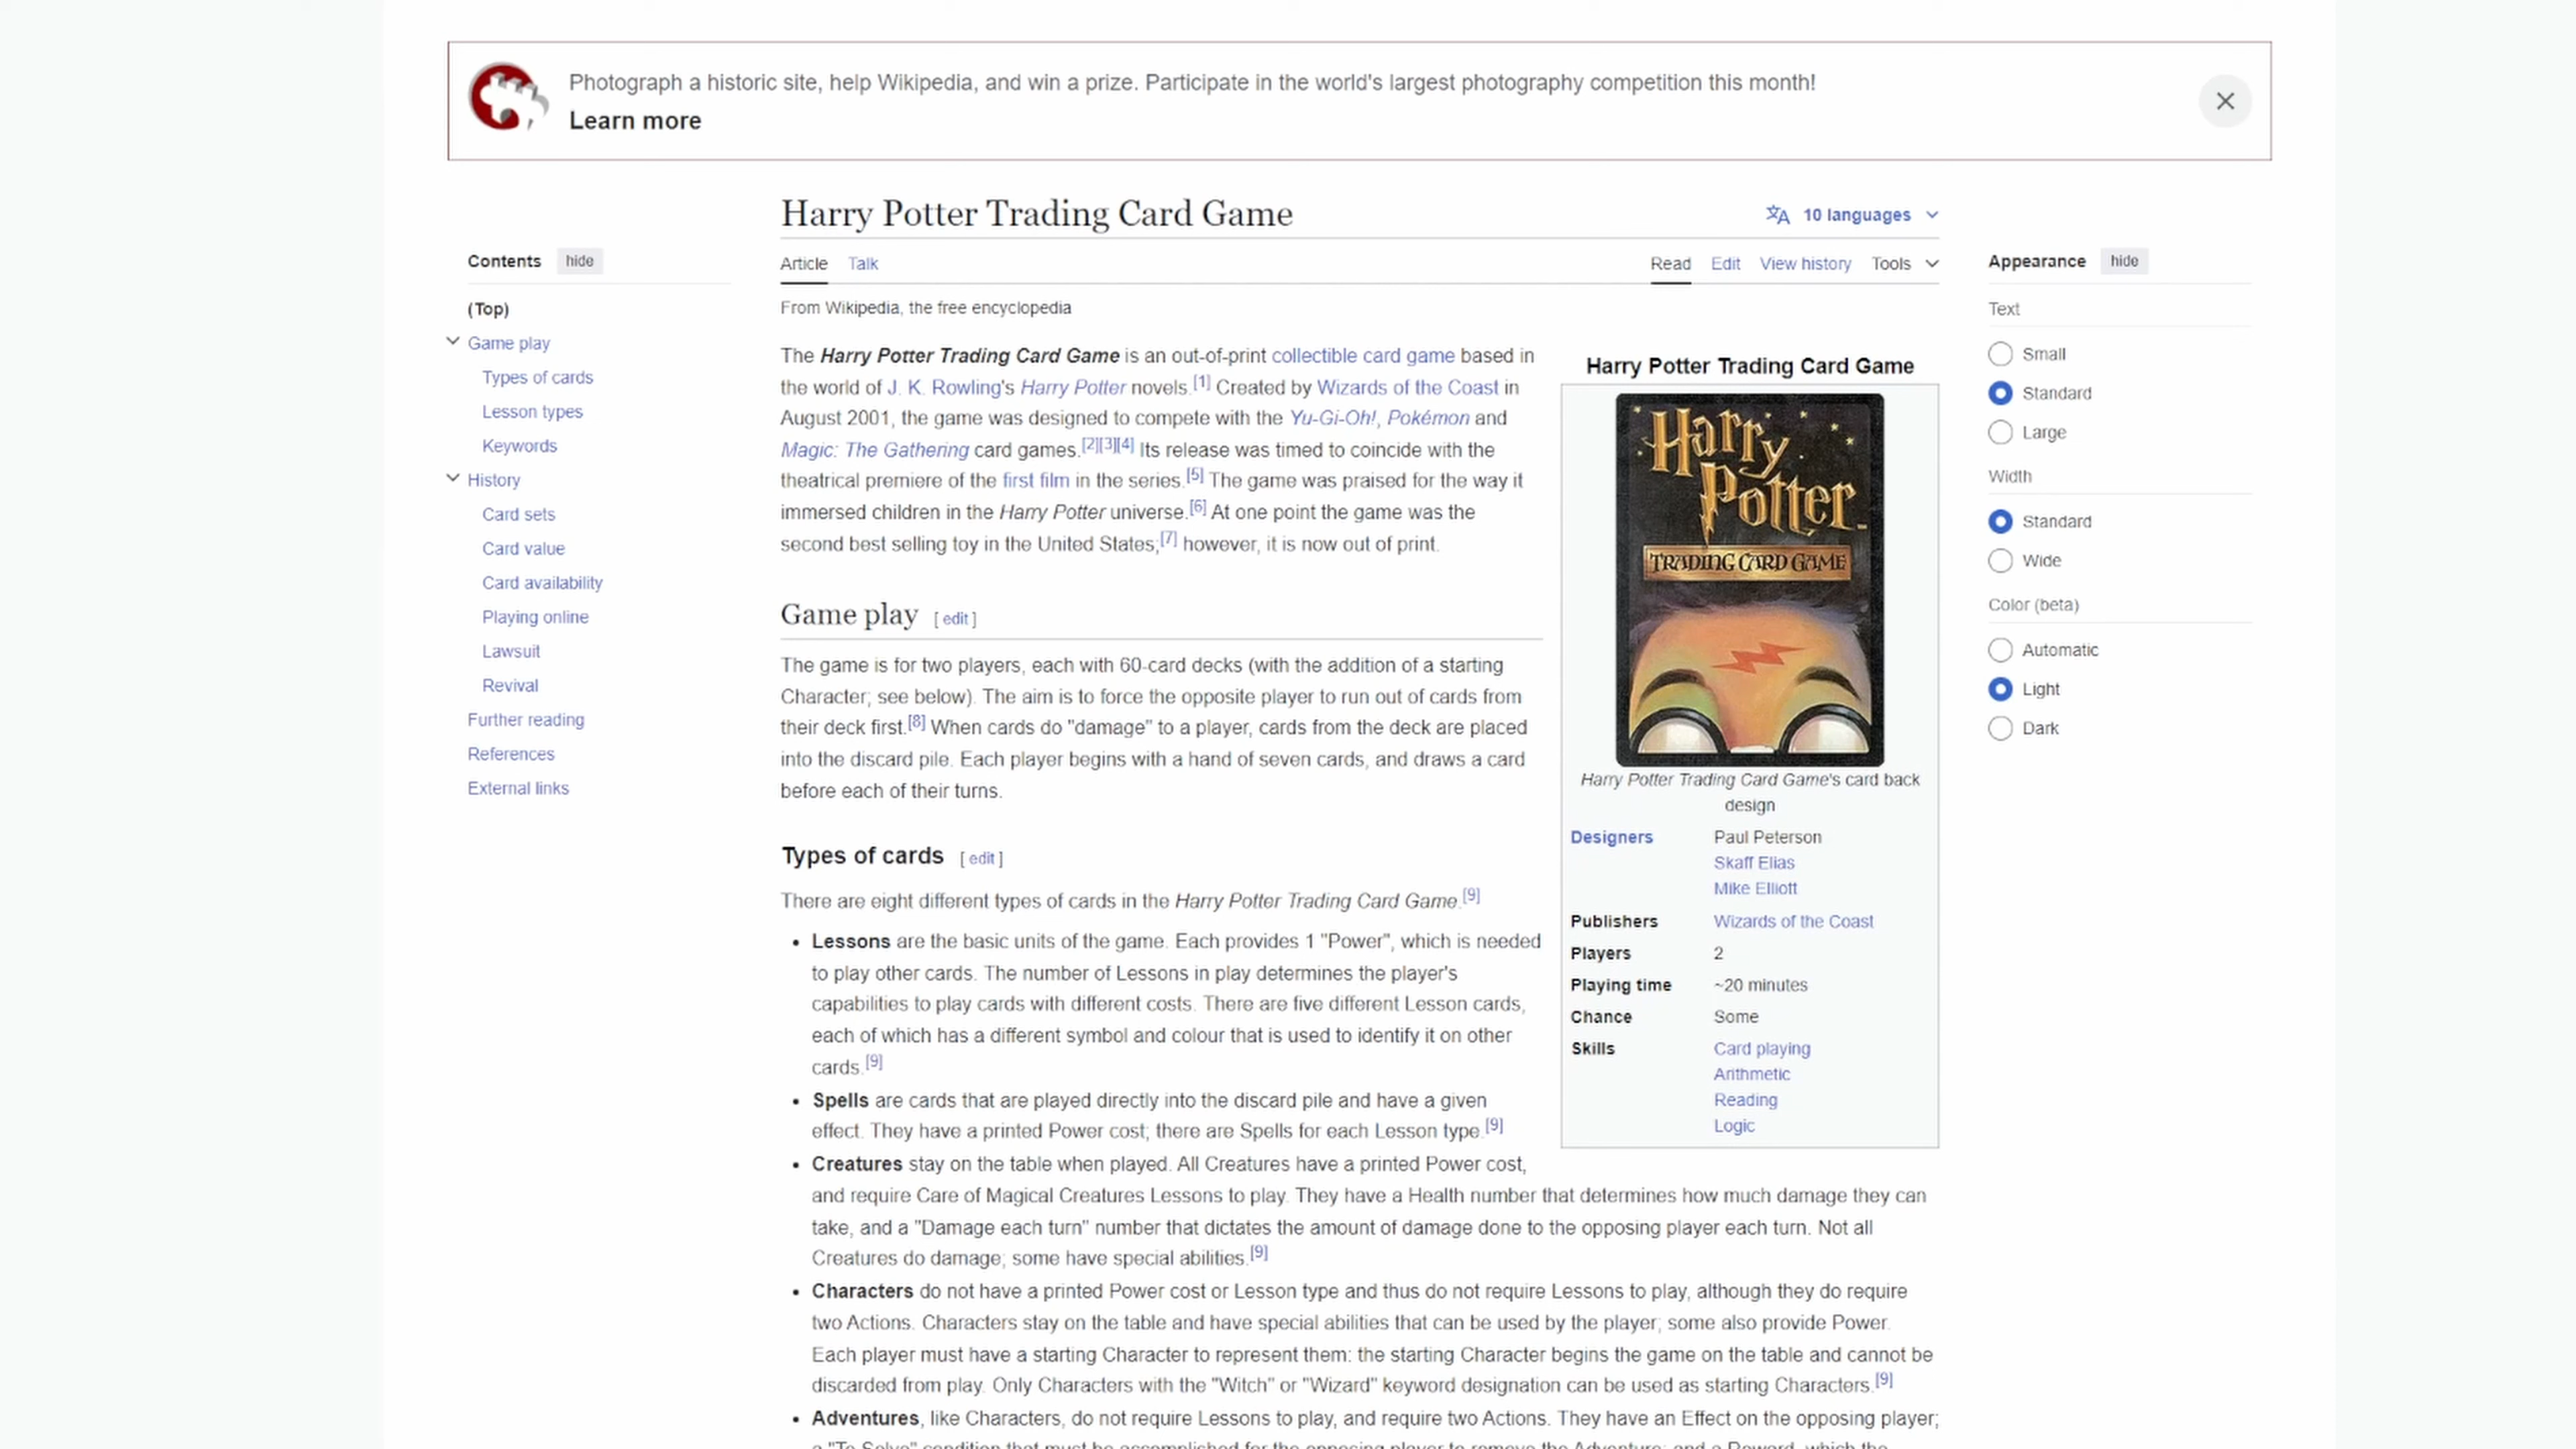 Photograph a historic site, help Wikipedia, and win a prize. Participate in the world's largest photography competition this month!
Learn more
Harry Potter Trading Card Game
10 languages
Contents hide
Article Talk
Read Edit View history Tools
Appearance hide
(Top)
Game play
Types of cards
Lesson types
Keywords
History
Card sets
Card value
Card availability
Playing online
Lawsuit
Revival
Further reading
References
External links
From Wikipedia, the free encyclopedia
The Harry Potter Trading Card Game is an out-of-print collectible card game based in
the world of J. K. Rowling's Harry Potter novels.[1] Created by Wizards of the Coast in
August 2001, the game was designed to compete with the Yu-Gi-Oh!, Pokémon and
Magic: The Gathering card games.[2][3][4] Its release was timed to coincide with the
theatrical premiere of the first film in the series.[5] The game was praised for the way it
immersed children in the Harry Potter universe.[6] At one point the game was the
second best selling toy in the United States;[7] however, it is now out of print.
Game play [ edit ]
The game is for two players, each with 60-card decks (with the addition of a starting
Character; see below). The aim is to force the opposite player to run out of cards from
their deck first.[8] When cards do "damage" to a player, cards from the deck are placed
into the discard pile. Each player begins with a hand of seven cards, and draws a card
before each of their turns.
Types of cards [ edit ]
There are eight different types of cards in the Harry Potter Trading Card Game.[9]
• Lessons are the basic units of the game. Each provides 1 "Power", which is needed
to play other cards. The number of Lessons in play determines the player's
capabilities to play cards with different costs. There are five different Lesson cards,
each of which has a different symbol and colour that is used to identify it on other
cards.[9]
• Spells are cards that are played directly into the discard pile and have a given
effect. They have a printed Power cost; there are Spells for each Lesson type.[9]
• Creatures stay on the table when played. All Creatures have a printed Power cost,
and require Care of Magical Creatures Lessons to play. They have a Health number that determines how much damage they can
take, and a "Damage each turn" number that dictates the amount of damage done to the opposing player each turn. Not all
Creatures do damage; some have special abilities.[9]
• Characters do not have a printed Power cost or Lesson type and thus do not require Lessons to play, although they do require
two Actions. Characters stay on the table and have special abilities that can be used by the player; some also provide Power.
Each player must have a starting Character to represent them: the starting Character begins the game on the table and cannot be
discarded from play. Only Characters with the "Witch" or "Wizard" keyword designation can be used as starting Characters.[9]
• Adventures, like Characters, do not require Lessons to play, and require two Actions. They have an Effect on the opposing player;
a "To Solve" condition that must be accomplished for the opposing player to remove the Adventure; and a Reward, which the
Harry Potter Trading Card Game
Harry
Potter
TRADING CARD GAME
Harry Potter Trading Card Game's card back
design
Designers Paul Peterson
Skaff Elias
Mike Elliott
Publishers Wizards of the Coast
Players 2
Playing time ~20 minutes
Chance Some
Skills Card playing
Arithmetic
Reading
Logic
Text
Small
Standard
Large
Width
Standard
Wide
Color (beta)
Automatic
Light
Dark